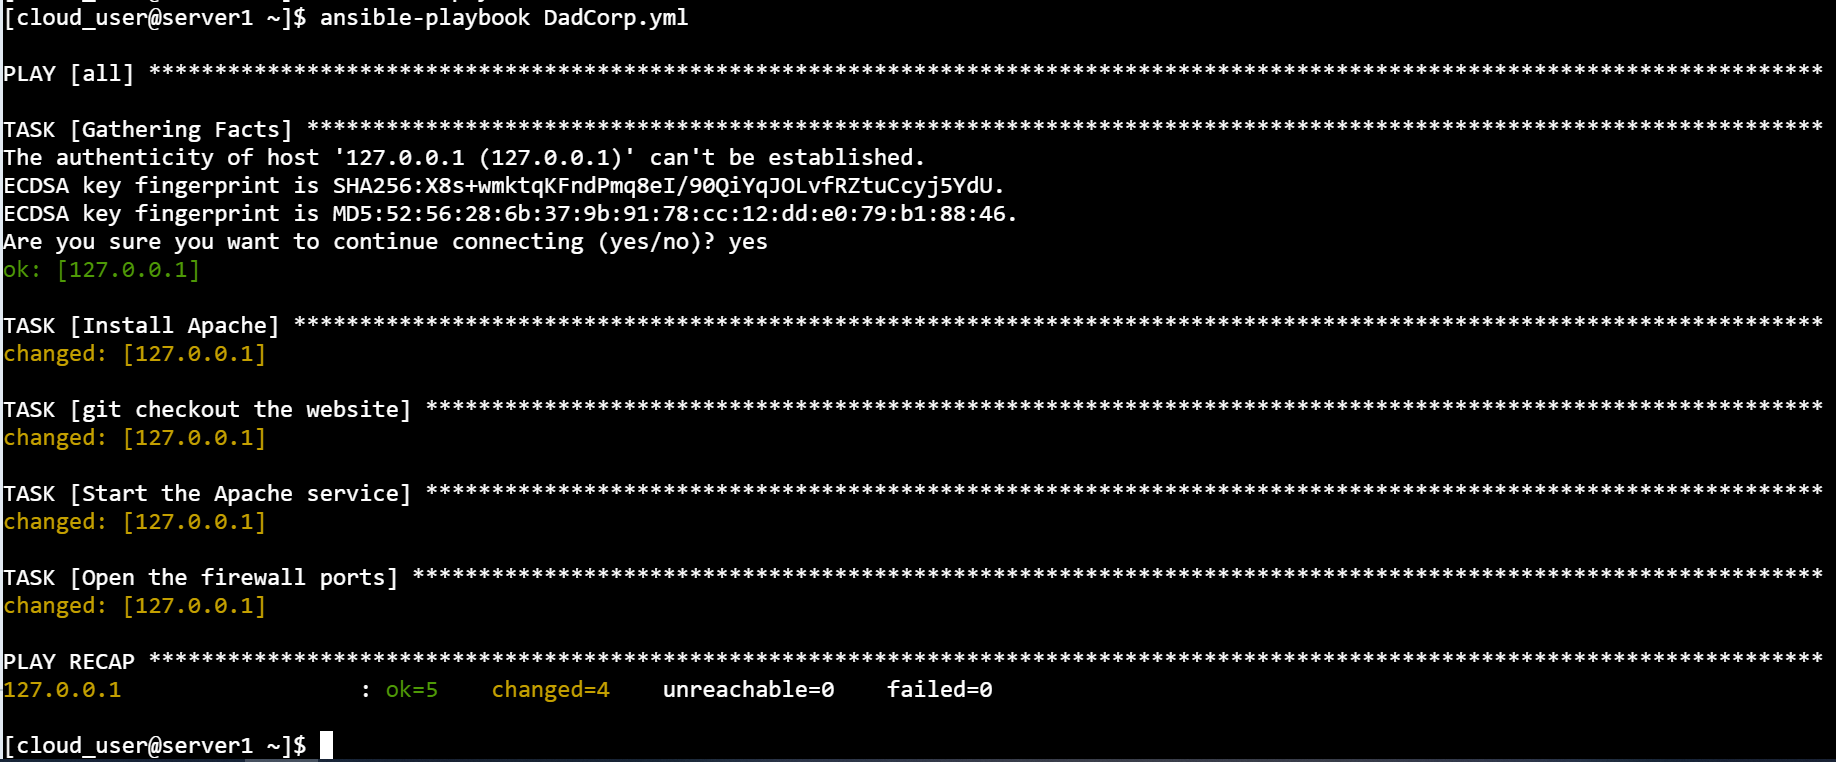 [cloud_user@server1 ~]$ ansible-playbook DadCorp.yml
PLAY [all] *******************************************************************************************************************************
TASK [Gathering Facts] *******************************************************************************************************************
The authenticity of host '127.0.0.1 (127.0.0.1)' can't be established.
ECDSA key fingerprint is SHA256:X8s+wmktqKFndPmq8eI/90QiYqJOLvfRZtuCcyj5YdU.
ECDSA key fingerprint is MD5:52:56:28:6b:37:9b:91:78:cc:12:dd:e0:79:b1:88:46.
Are you sure you want to continue connecting (yes/no)? yes
ok: [127.0.0.1]
TASK [Install Apache] ********************************************************************************************************************
changed: [127.0.0.1]
TASK [git checkout the website] **********************************************************************************************************
changed: [127.0.0.1]
TASK [Start the Apache service] **********************************************************************************************************
changed: [127.0.0.1]
TASK [Open the firewall ports] ***********************************************************************************************************
changed: [127.0.0.1]
PLAY RECAP *******************************************************************************************************************************
127.0.0.1                  : ok=5    changed=4    unreachable=0    failed=0
[cloud_user@server1 ~]$